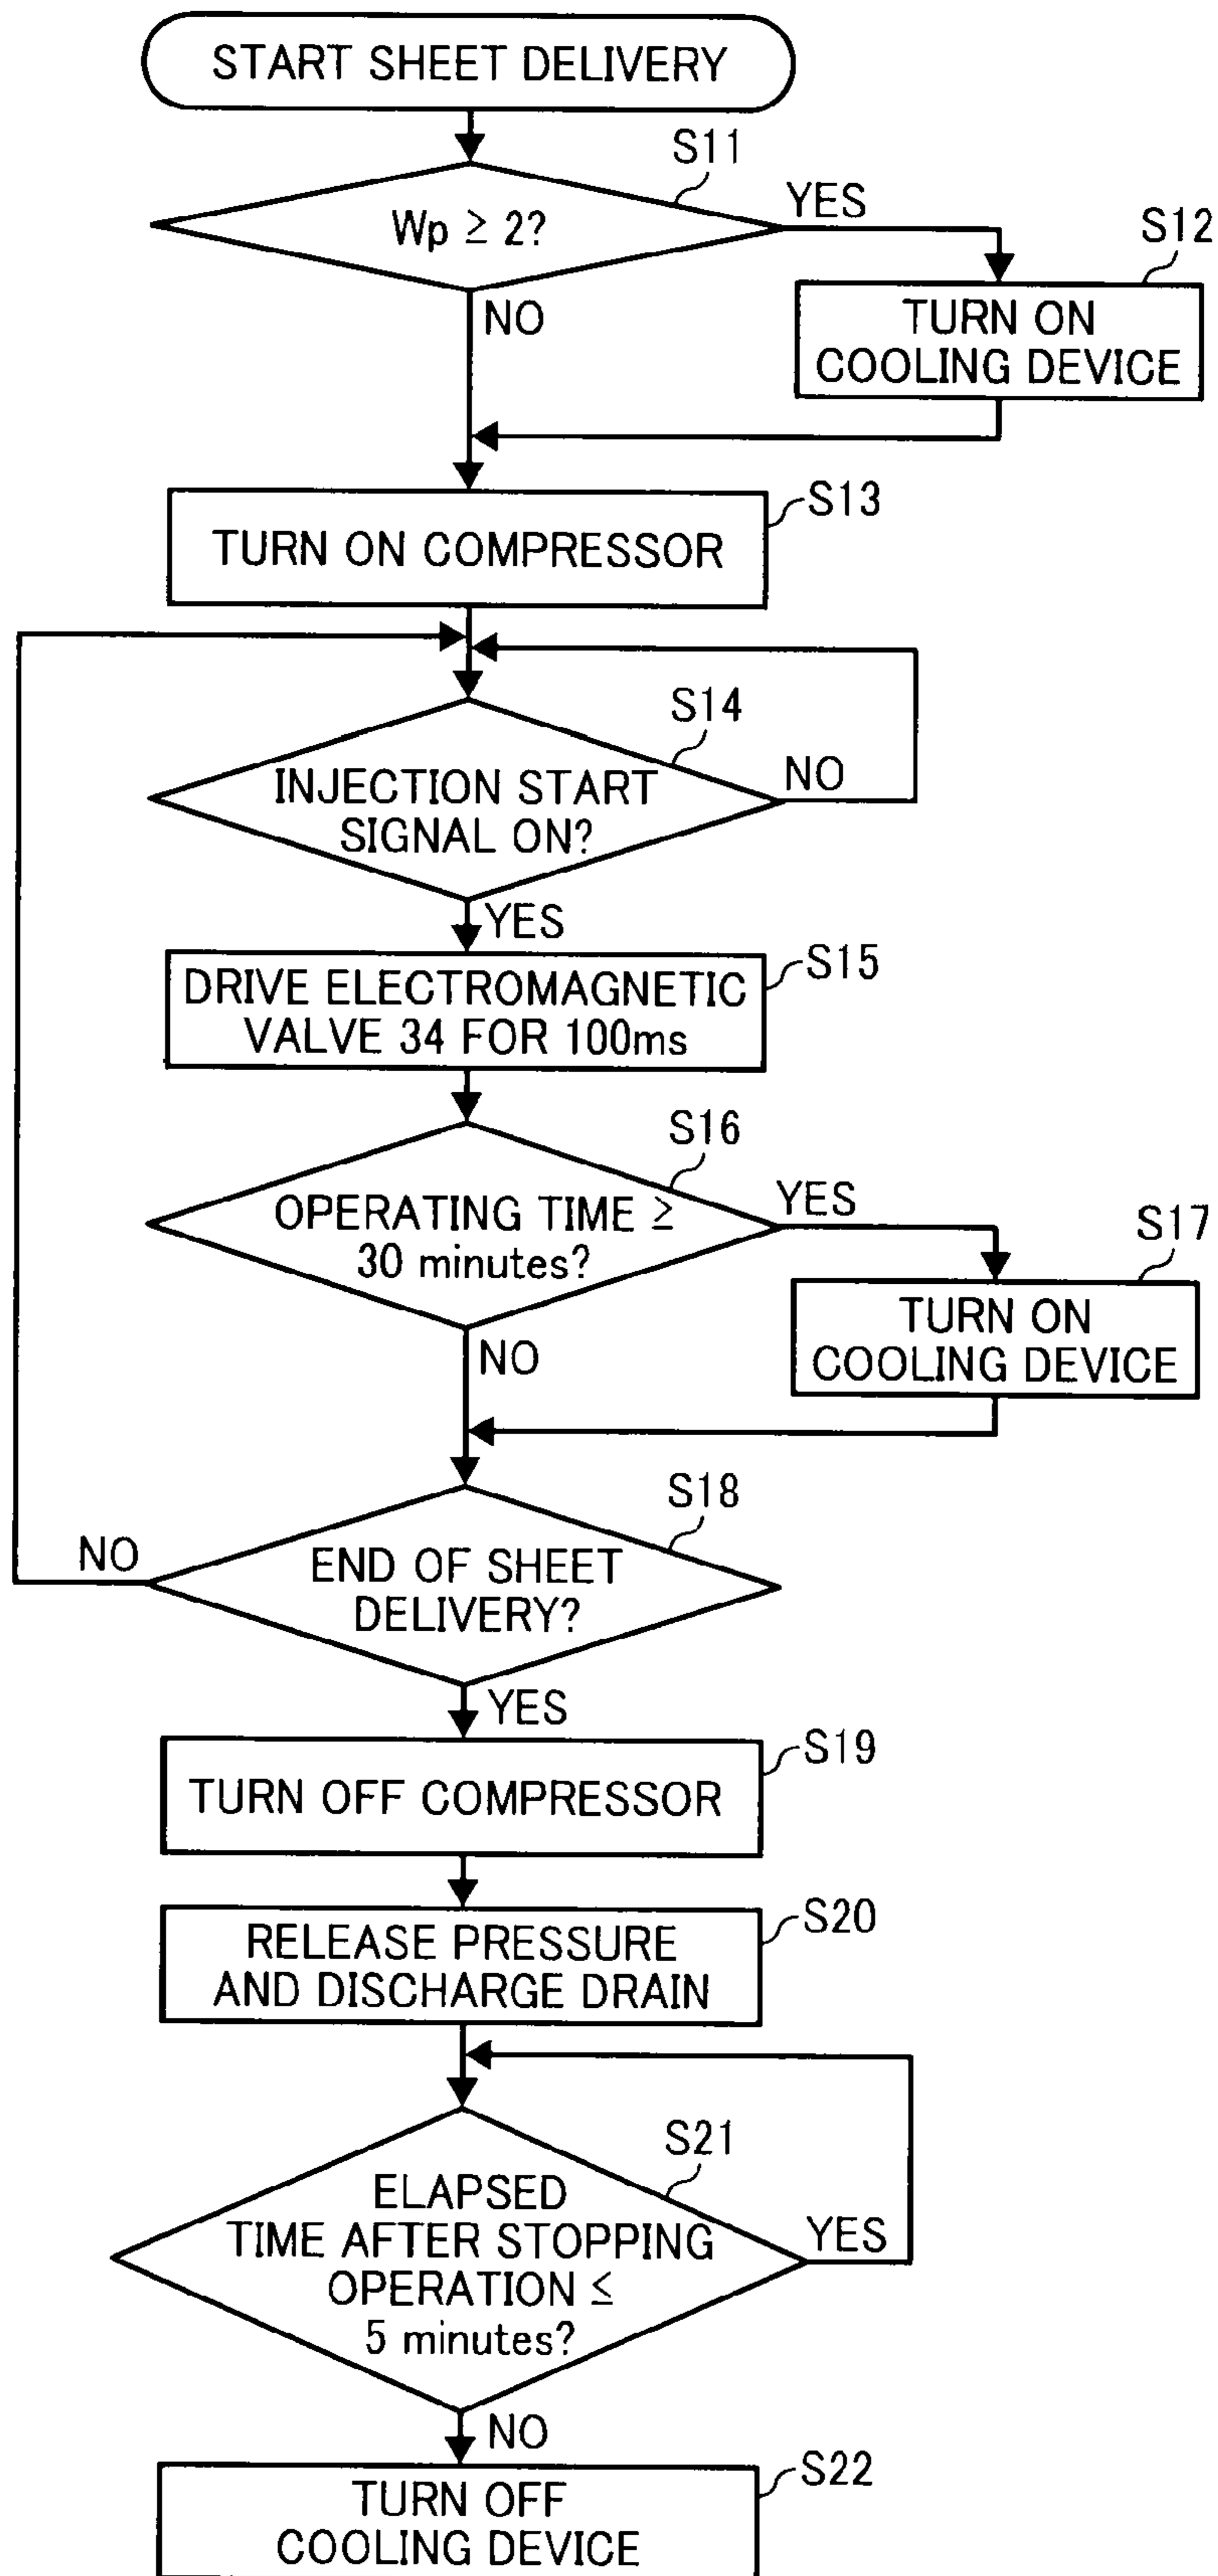 START SHEET DELIVERY
S11
Wp ≥ 2?
YES
S12
TURN ON
COOLING DEVICE
NO
S13
TURN ON COMPRESSOR
S14
INJECTION START
SIGNAL ON?
NO
YES
S15
DRIVE ELECTROMAGNETIC
VALVE 34 FOR 100ms
S16
OPERATING TIME ≥
30 minutes?
YES
S17
TURN ON
COOLING DEVICE
NO
S18
END OF SHEET
DELIVERY?
NO
YES
S19
TURN OFF COMPRESSOR
S20
RELEASE PRESSURE
AND DISCHARGE DRAIN
S21
ELAPSED
TIME AFTER STOPPING
OPERATION ≤
5 minutes?
YES
NO
S22
TURN OFF
COOLING DEVICE